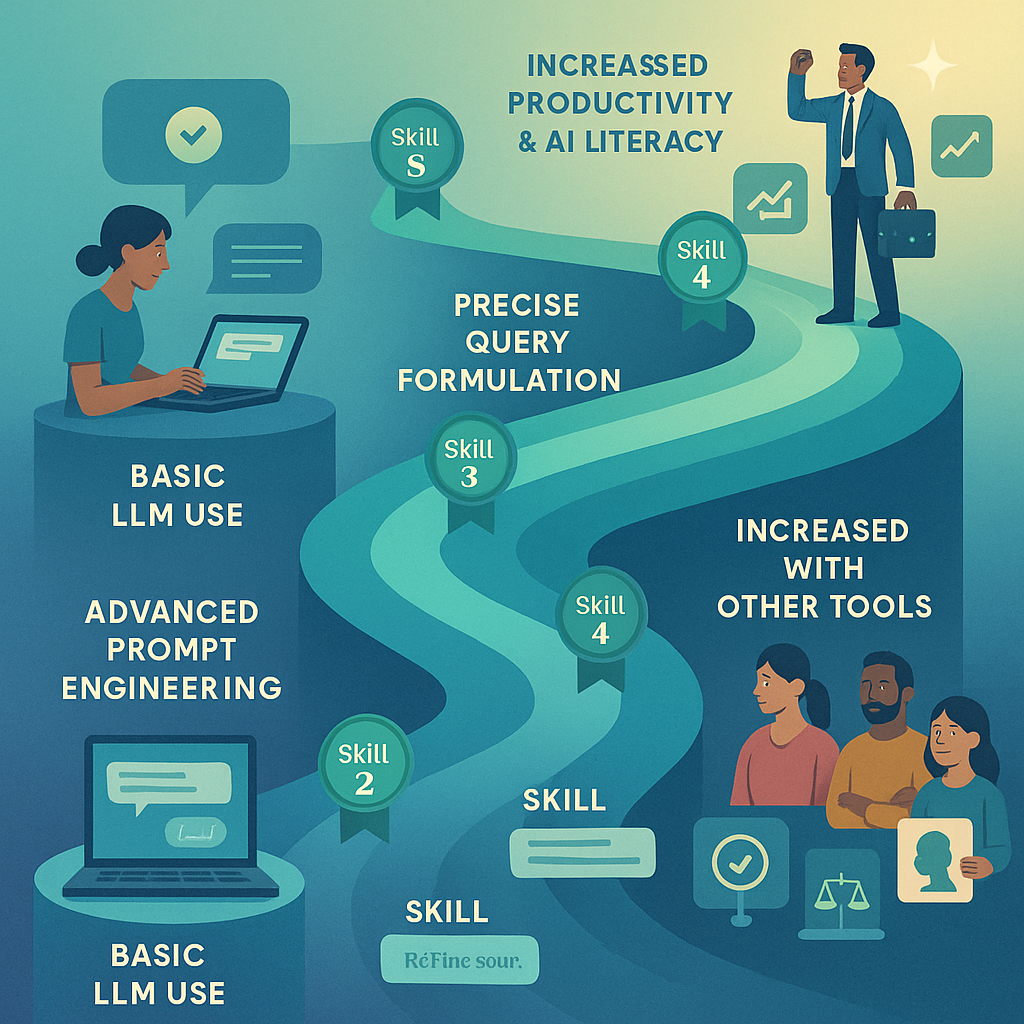 INCREASSED
PRODUCTIVITY
& AI LITERACY
Skill
S
Skill
4
PRECISE
QUERY
FORMULATION
Skill
3
BASIC
LLM USE
INCREASED
WITH
OTHER TOOLS
Skill
4
ADVANCED
PROMPT
ENGINEERING
Skill
2
SKILL
SKILL
RéFinc sour.
BASIC
LLM USE